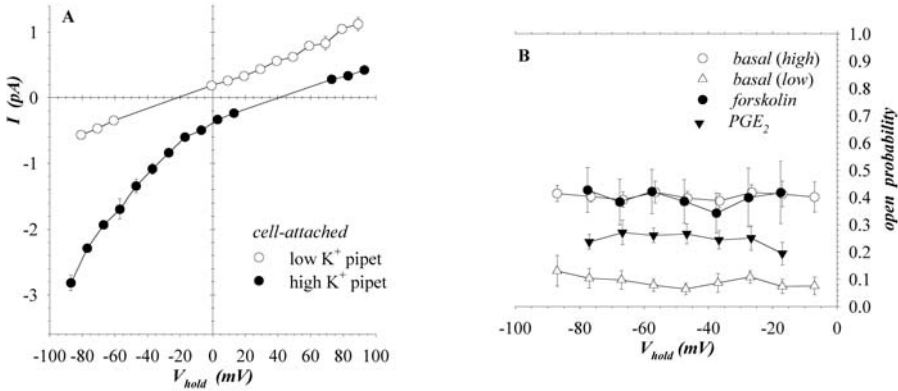 A
1
0
-1
-2
-3
I (pA)
cell-attached
low K+ pipet
high K+ pipet
-100 -80 -60 -40 -20 0 20 40 60 80 100
V_hold (mV)
B
basal (high)
basal (low)
forskolin
PGE2
1.0
0.9
0.8
0.7
0.6
0.5
0.4
0.3
0.2
0.1
0.0
open probability
-100 -80 -60 -40 -20 0
V_hold (mV)